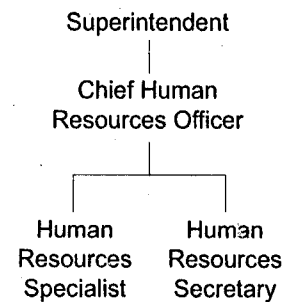 Superintendent
Chief Human
Resources Officer
Human
Resources
Specialist
Human
Resources
Secretary